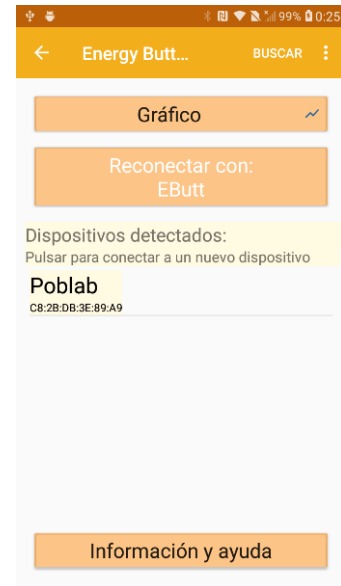 99% 0:25
Energy Butt... BUSCAR
Gráfico
Reconectar con:
EButt
Dispositivos detectados:
Pulsar para conectar a un nuevo dispositivo
Poblab
C8:2B:DB:3E:89:A9
Información y ayuda